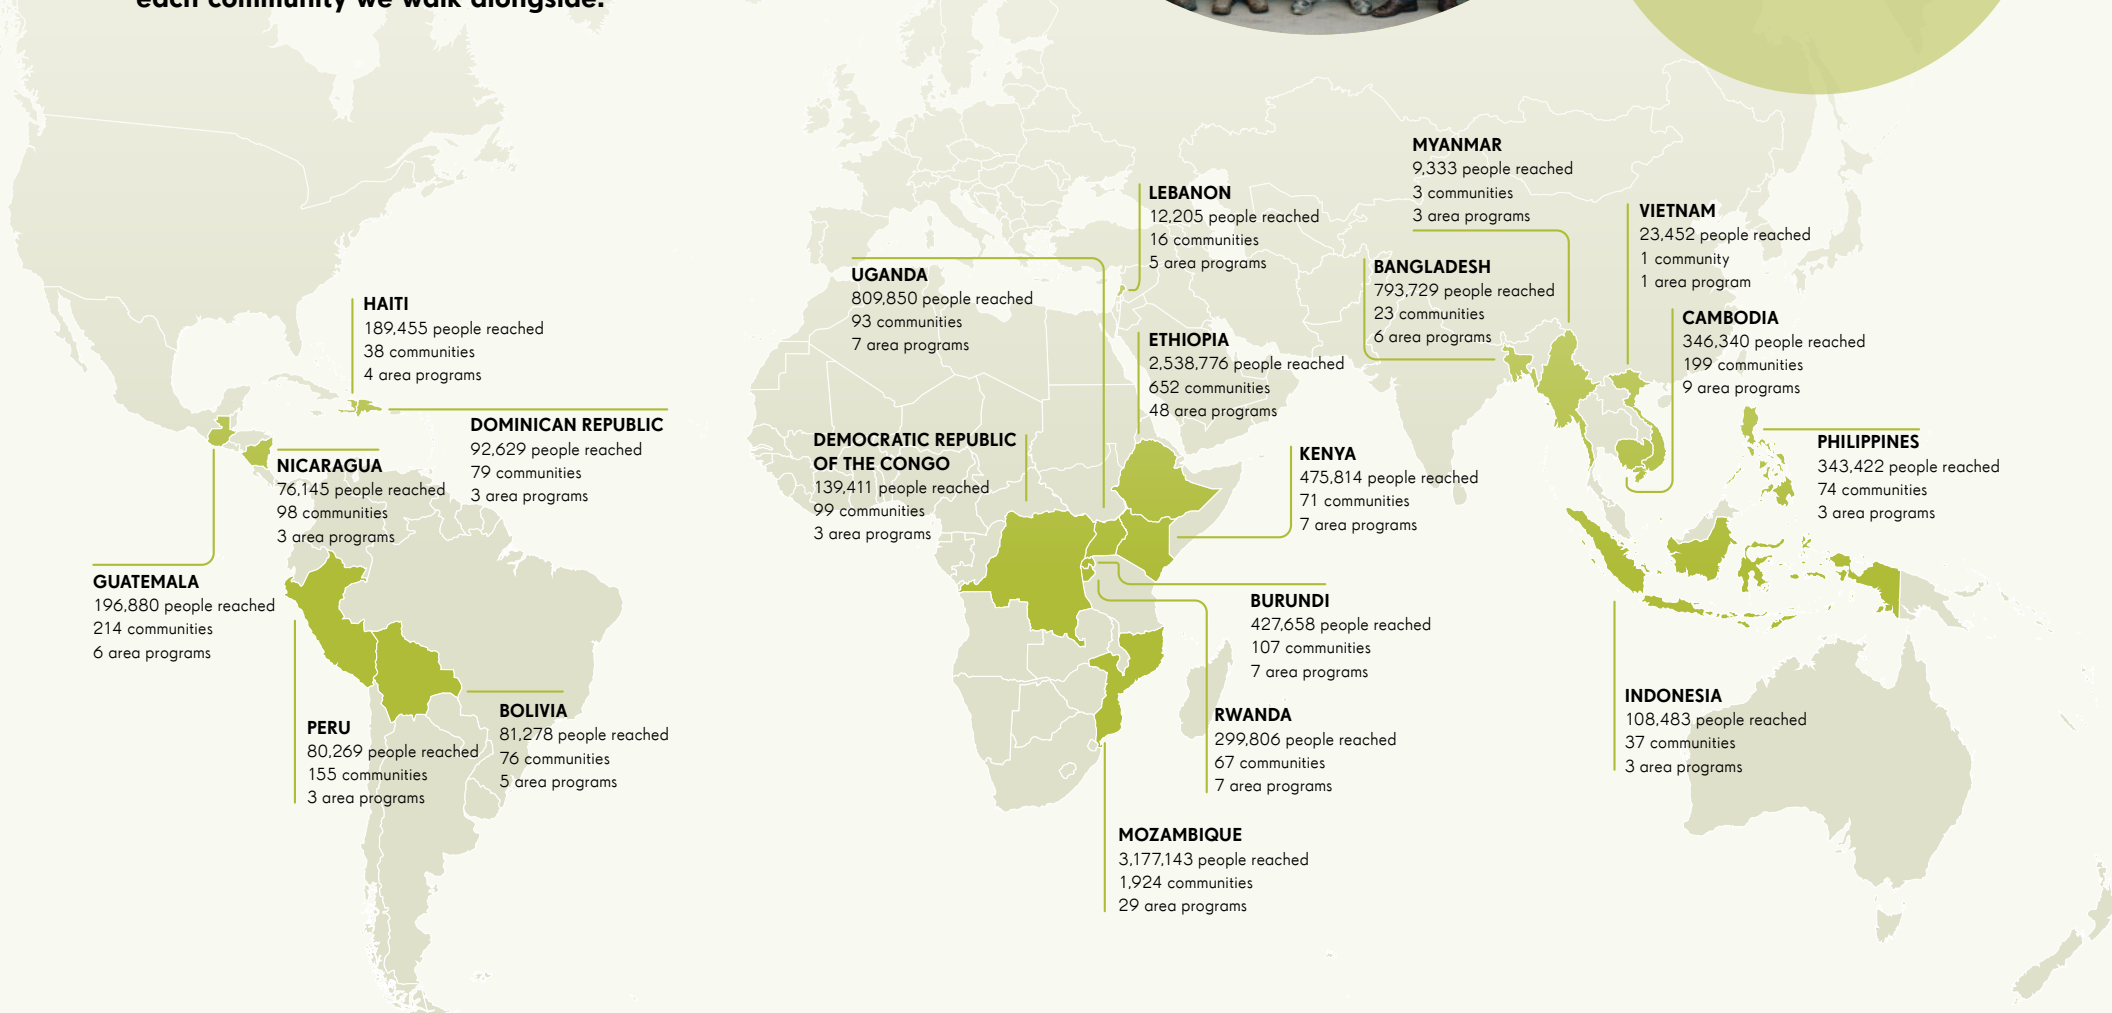 each community we walk alongside.
MYANMAR
9,333 people reached
3 communities
3 area programs
LEBANON
12,205 people reached
16 communities
5 area programs
VIETNAM
23,452 people reached
1 community
1 area program
UGANDA
809,850 people reached
93 communities
7 area programs
BANGLADESH
793,729 people reached
23 communities
6 area programs
HAITI
189,455 people reached
38 communities
4 area programs
ETHIOPIA
2,538,776 people reached
652 communities
48 area programs
CAMBODIA
346,340 people reached
199 communities
9 area programs
DOMINICAN REPUBLIC
92,629 people reached
79 communities
3 area programs
DEMOCRATIC REPUBLIC
OF THE CONGO
139,411 people reached
99 communities
3 area programs
KENYA
475,814 people reached
71 communities
7 area programs
PHILIPPINES
343,422 people reached
74 communities
3 area programs
NICARAGUA
76,145 people reached
98 communities
3 area programs
GUATEMALA
196,880 people reached
214 communities
6 area programs
BURUNDI
427,658 people reached
107 communities
7 area programs
PERU
80,269 people reached
155 communities
3 area programs
BOLIVIA
81,278 people reached
76 communities
5 area programs
RWANDA
299,806 people reached
67 communities
7 area programs
INDONESIA
108,483 people reached
37 communities
3 area programs
MOZAMBIQUE
3,177,143 people reached
1,924 communities
29 area programs